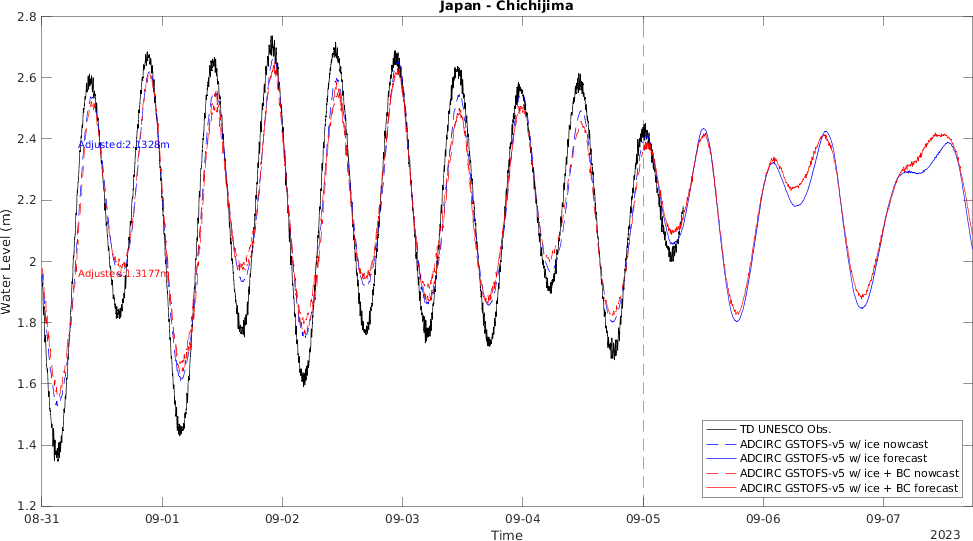 Japan - Chichijima
Water Level (m)
2.8
2.6
2.4
2.2
2
1.8
1.6
1.4
1.2
Adjusted:2.1328m
Adjusted:1.3177m
TD UNESCO Obs.
ADCIRC GSTOFS-v5 w/ ice nowcast
ADCIRC GSTOFS-v5 w/ ice forecast
ADCIRC GSTOFS-v5 w/ ice + BC nowcast
ADCIRC GSTOFS-v5 w/ ice + BC forecast
08-31 09-01 09-02 09-03 09-04 09-05 09-06 09-07
Time
2023